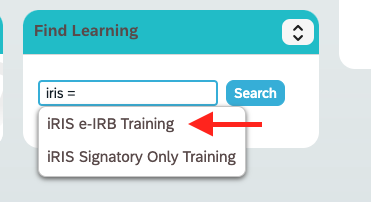 Find Learning
iris =
Search
iRIS e-IRB Training
iRIS Signatory Only Training